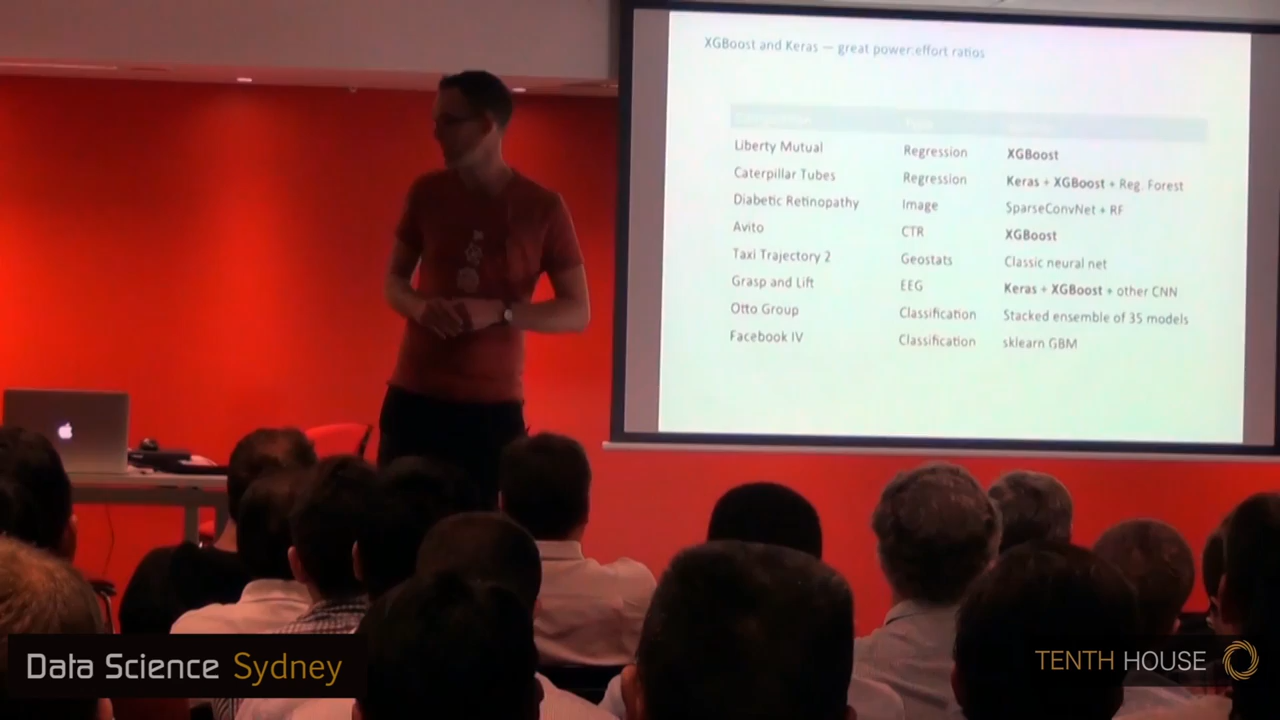 XGBoost and Keras — great power:effort ratios
Liberty Mutual Regression XGBoost
Caterpillar Tubes Regression Keras + XGBoost + Reg. Forest
Diabetic Retinopathy Image SparseConvNet + RF
Avito CTR XGBoost
Taxi Trajectory 2 Geostats Classic neural net
Grasp and Lift EEG Keras + XGBoost + other CNN
Otto Group Classification Stacked ensemble of 35 models
Facebook IV Classification sklearn GBM
Data Science Sydney
TENTH HOUSE